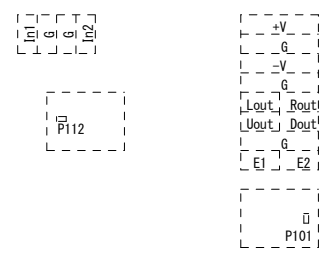 In1 G G In2
+V
G
-V
G
Lout Rout
Uout Dout
G
E1 E2
P112
P101